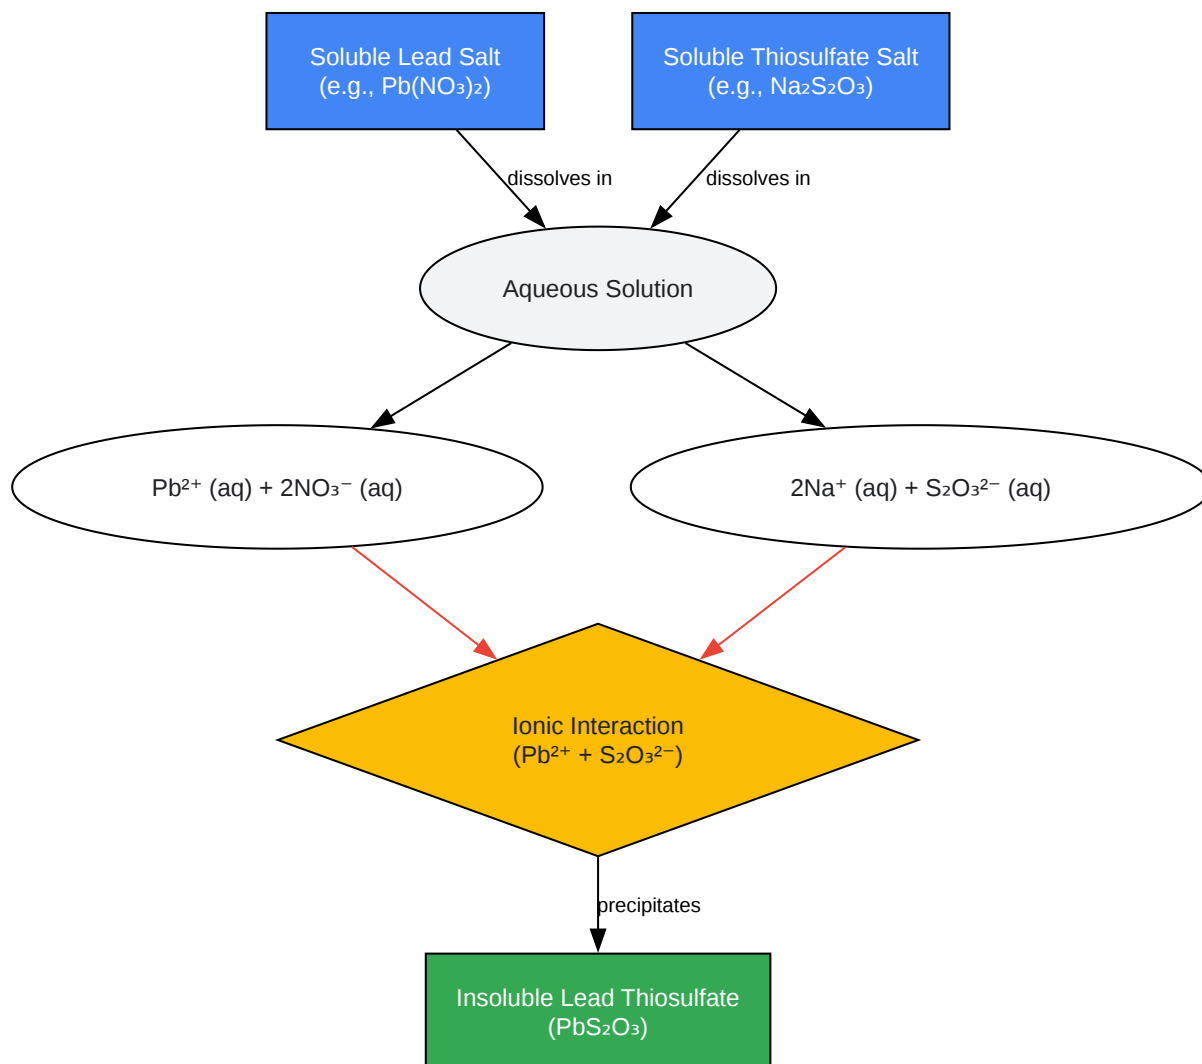 Soluble Lead Salt
(e.g., Pb(NO₃)₂)
Soluble Thiosulfate Salt
(e.g., Na₂S₂O₃)
dissolves in
dissolves in
Aqueous Solution
Pb²⁺ (aq) + 2NO₃⁻ (aq)
2Na⁺ (aq) + S₂O₃²⁻ (aq)
Ionic Interaction
(Pb²⁺ + S₂O₃²⁻)
precipitates
Insoluble Lead Thiosulfate
(PbS₂O₃)